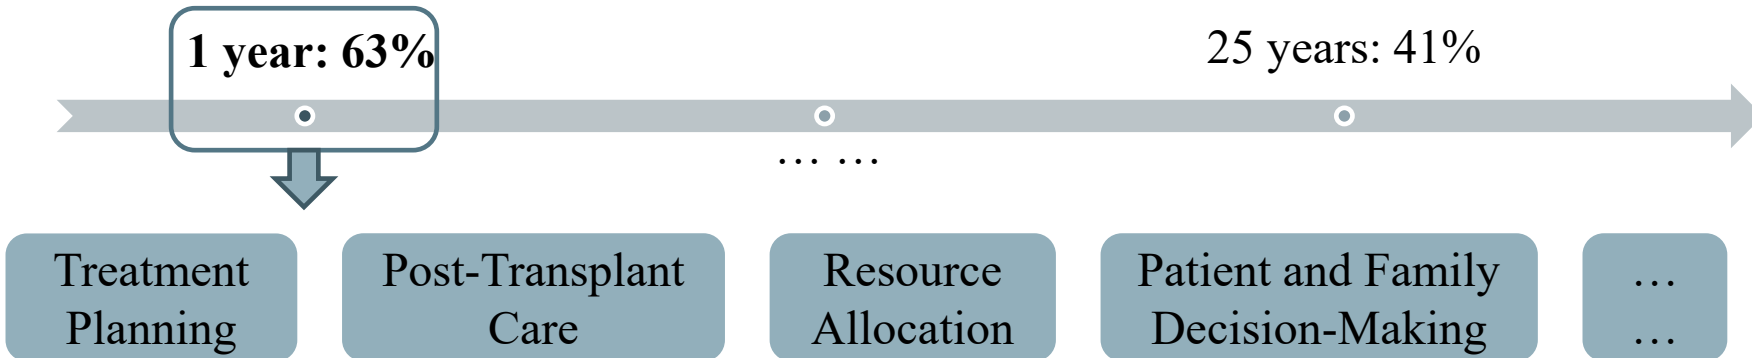 1 year: 63%
25 years: 41%
... ...
Treatment
Planning
Post-Transplant
Care
Resource
Allocation
Patient and Family
Decision-Making
...
...